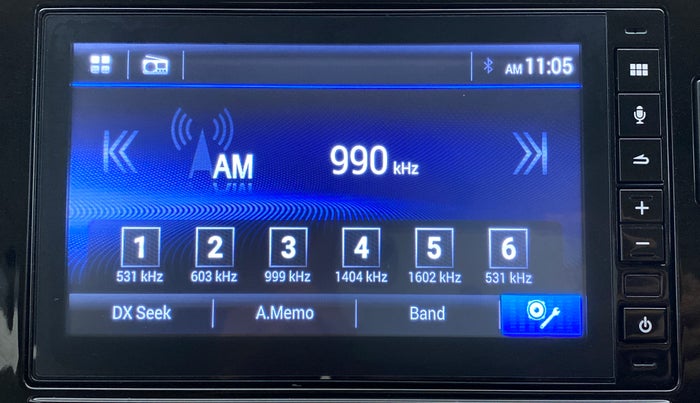 AM 11:05
AM 990 kHz
1 2 3 4 5 6
531 kHz 603 kHz 999 kHz 1404 kHz 1602 kHz 531 kHz
DX Seek A.Memo Band